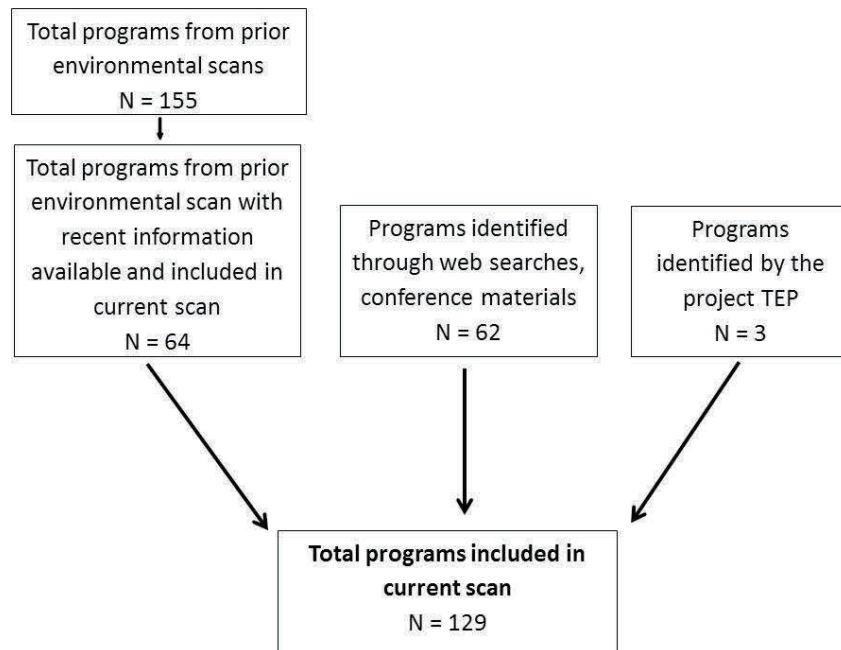 Total programs from prior
environmental scans
N = 155
Total programs from prior
environmental scan with
recent information
available and included in
current scan
N = 64
Programs identified
through web searches,
conference materials
N = 62
Programs
identified by the
project TEP
N = 3
Total programs included in
current scan
N = 129